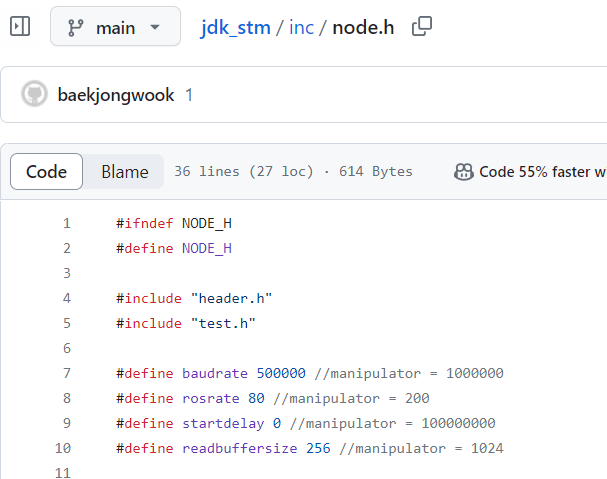 main jdk_stm / inc / node.h
baekjongwook 1
Code Blame 36 lines (27 loc) · 614 Bytes Code 55% faster w
1 #ifndef NODE_H
2 #define NODE_H
3
4 #include "header.h"
5 #include "test.h"
6
7 #define baudrate 500000 //manipulator = 1000000
8 #define rosrate 80 //manipulator = 200
9 #define startdelay 0 //manipulator = 100000000
10 #define readbuffersize 256 //manipulator = 1024
11